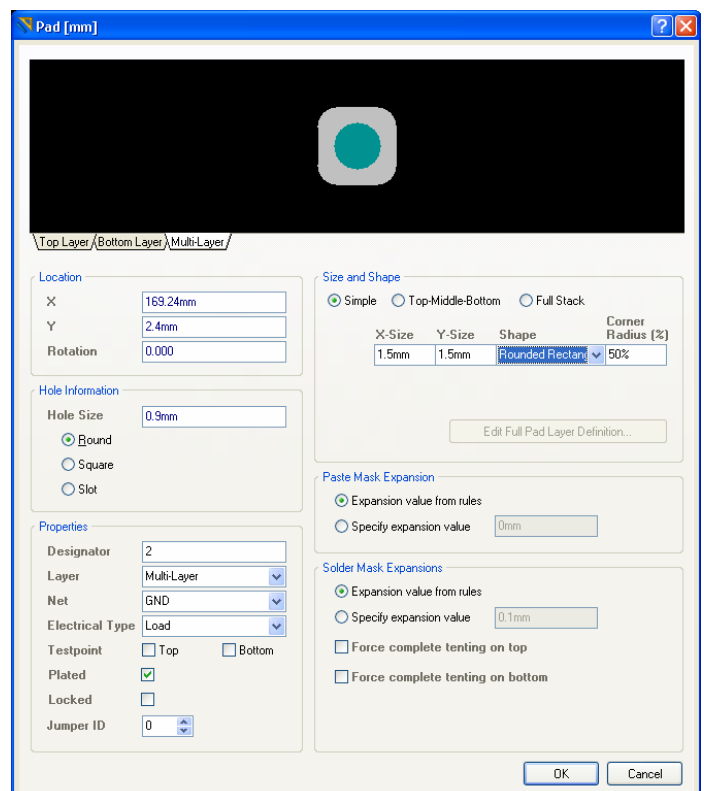 Pad [mm]
Top Layer Bottom Layer Multi-Layer
Location
X 169.24mm
Y 2.4mm
Rotation 0.000
Hole Information
Hole Size 0.9mm
Round
Square
Slot
Properties
Designator 2
Layer Multi-Layer
Net GND
Electrical Type Load
Testpoint Top Bottom
Plated
Locked
Jumper ID 0
Size and Shape
Simple Top-Middle-Bottom Full Stack
Corner
X-Size Y-Size Shape Radius (%)
1.5mm 1.5mm Rounded Rectang 50%
Edit Full Pad Layer Definition...
Paste Mask Expansion
Expansion value from rules
Specify expansion value 0mm
Solder Mask Expansions
Expansion value from rules
Specify expansion value 0.1mm
Force complete tenting on top
Force complete tenting on bottom
OK Cancel